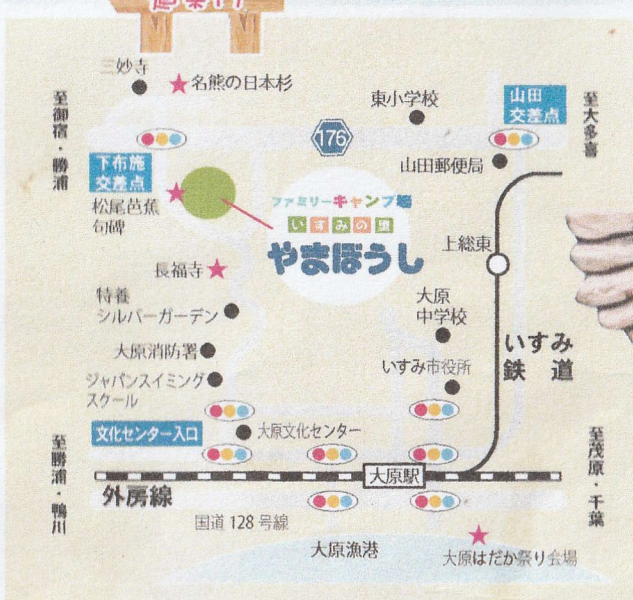 三妙寺
名熊の日本杉
東小学校
山田
交差点
至大多喜
至御宿・勝浦
176
山田郵便局
下布施
交差点
松尾芭蕉
句碑
ファミリーキャンプ場
いすみの里
やまぼうし
上総東
長福寺
特養
シルバーガーデン
大原
中学校
大原消防署
いすみ
鉄道
いすみ市役所
ジャパンスイミング
スクール
文化センター入口
大原文化センター
至勝浦・鴨川
至茂原・千葉
大原駅
外房線
国道128号線
大原漁港
大原はだか祭り会場